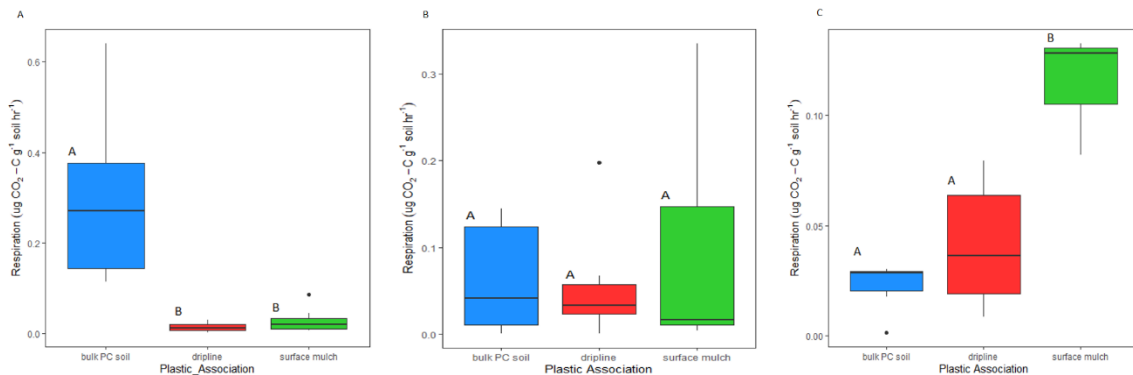 A
Respiration (ug CO2 – C g-1 soil hr-1)
0.6
0.4
0.2
0.0
A
B
B
bulk PC soil dripline surface mulch
Plastic_Association
B
Respiration (ug CO2 – C g-1 soil hr-1)
0.3
0.2
0.1
0.0
A
A
A
bulk PC soil dripline surface mulch
Plastic Association
C
Respiration (ug CO2 – C g-1 soil hr-1)
0.10
0.05
0.00
A
A
B
bulk PC soil dripline surface mulch
Plastic Association